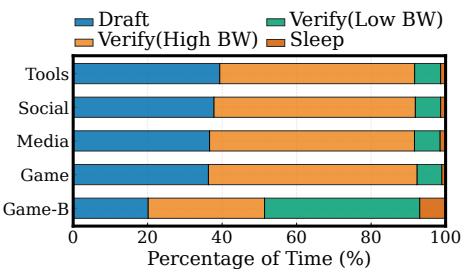 Draft
Verify(Low BW)
Verify(High BW)
Sleep
Tools
Social
Media
Game
Game-B
0 20 40 60 80 100
Percentage of Time (%)